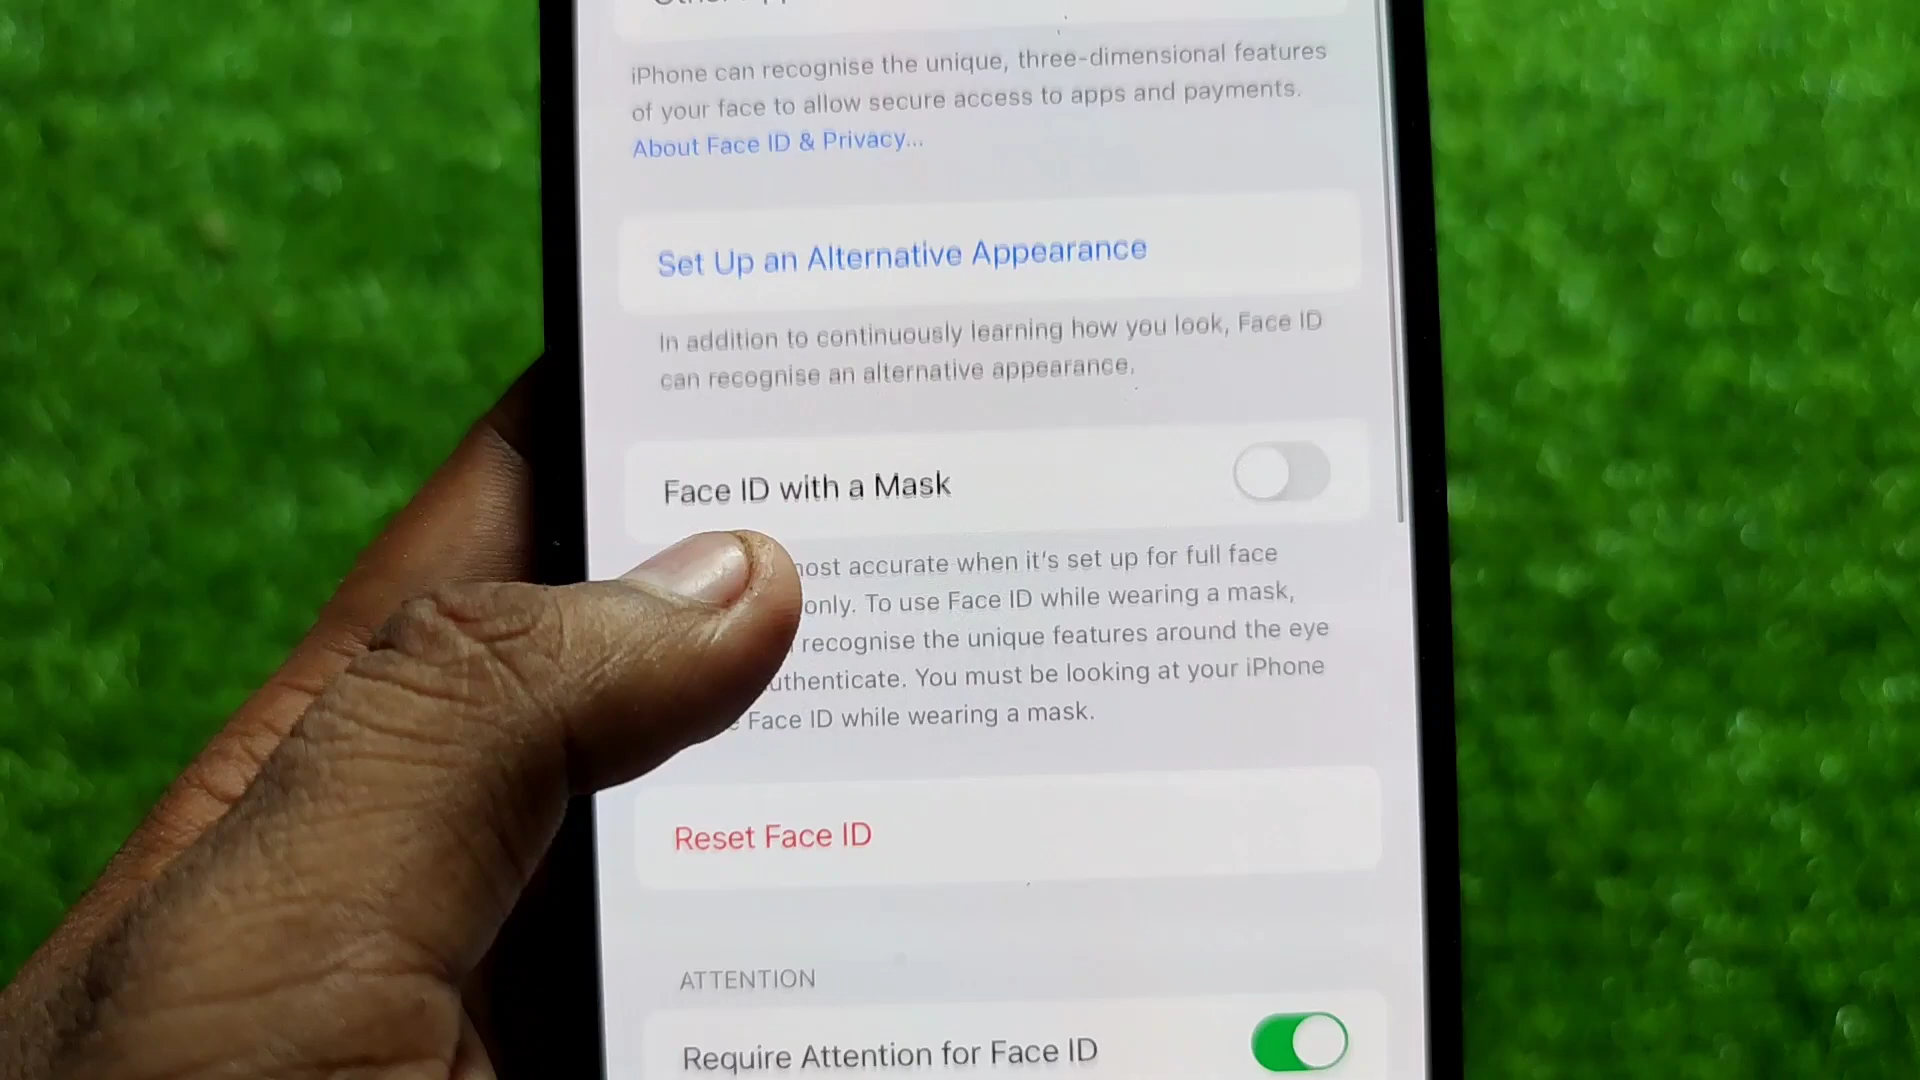 iPhone can recognise the unique, three-dimensional features
of your face to allow secure access to apps and payments.
About Face ID & Privacy...
Set Up an Alternative Appearance
In addition to continuously learning how you look, Face ID
can recognise an alternative appearance.
Face ID with a Mask
accurate when it's set up for full face
only. To use Face ID while wearing a mask,
recognise the unique features around the eye
You must be looking at your iPhone
Face ID while wearing a mask.
Reset Face ID
ATTENTION
Require Attention for Face ID